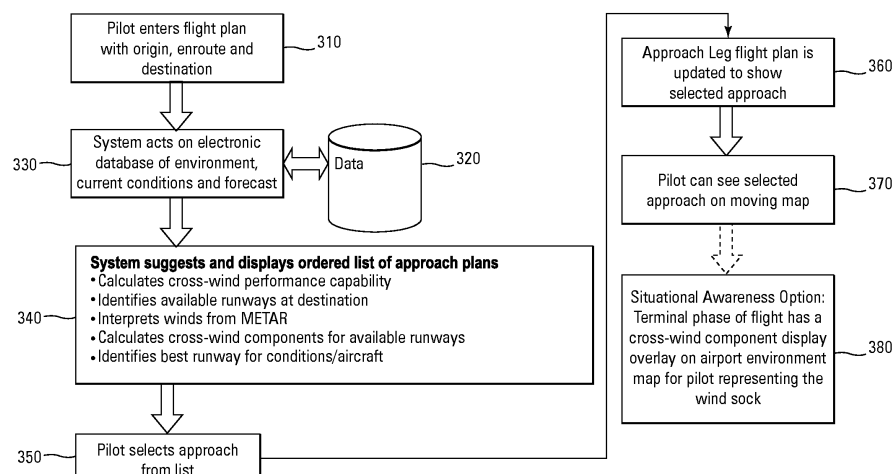 Pilot enters flight plan
with origin, enroute and
destination
310
System acts on electronic
database of environment,
current conditions and forecast
330
Data
320
System suggests and displays ordered list of approach plans
• Calculates cross-wind performance capability
• Identifies available runways at destination
• Interprets winds from METAR
• Calculates cross-wind components for available runways
• Identifies best runway for conditions/aircraft
340
Pilot selects approach
from list
350
Approach Leg flight plan is
updated to show
selected approach
360
Pilot can see selected
approach on moving map
370
Situational Awareness Option:
Terminal phase of flight has a
cross-wind component display
overlay on airport environment
map for pilot representing the
wind sock
380